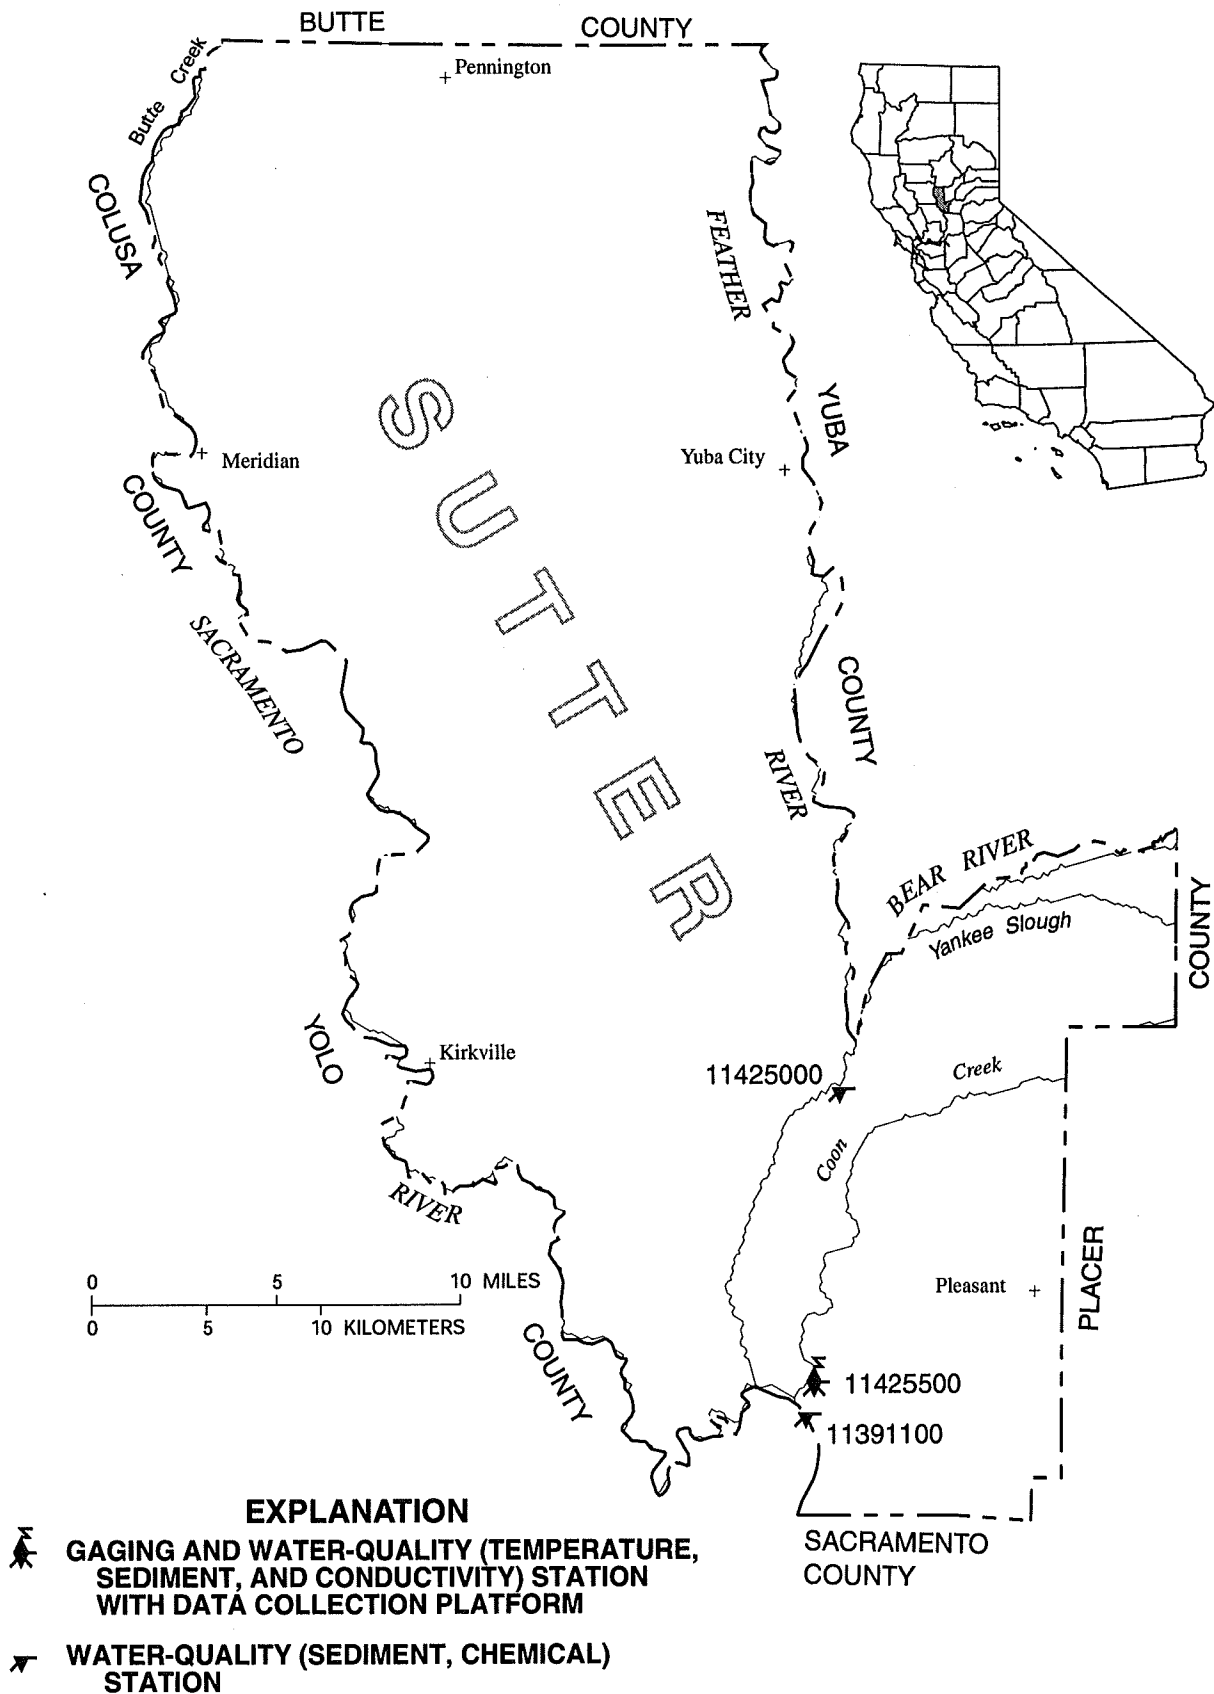 BUTTE COUNTY
Butte Creek
Pennington
COLUSA
FEATHER
SUTTER
YUBA
Yuba City
Meridian
COUNTY
SACRAMENTO
COUNTY
RIVER
BEAR RIVER
Yankee Slough
COUNTY
YOLO
Kirkville
11425000
Creek
Coon
RIVER
PLACER
Pleasant
0 5 10 MILES
0 5 10 KILOMETERS
COUNTY
11425500
11391100
SACRAMENTO
COUNTY
EXPLANATION
GAGING AND WATER-QUALITY (TEMPERATURE,
SEDIMENT, AND CONDUCTIVITY) STATION
WITH DATA COLLECTION PLATFORM
WATER-QUALITY (SEDIMENT, CHEMICAL)
STATION